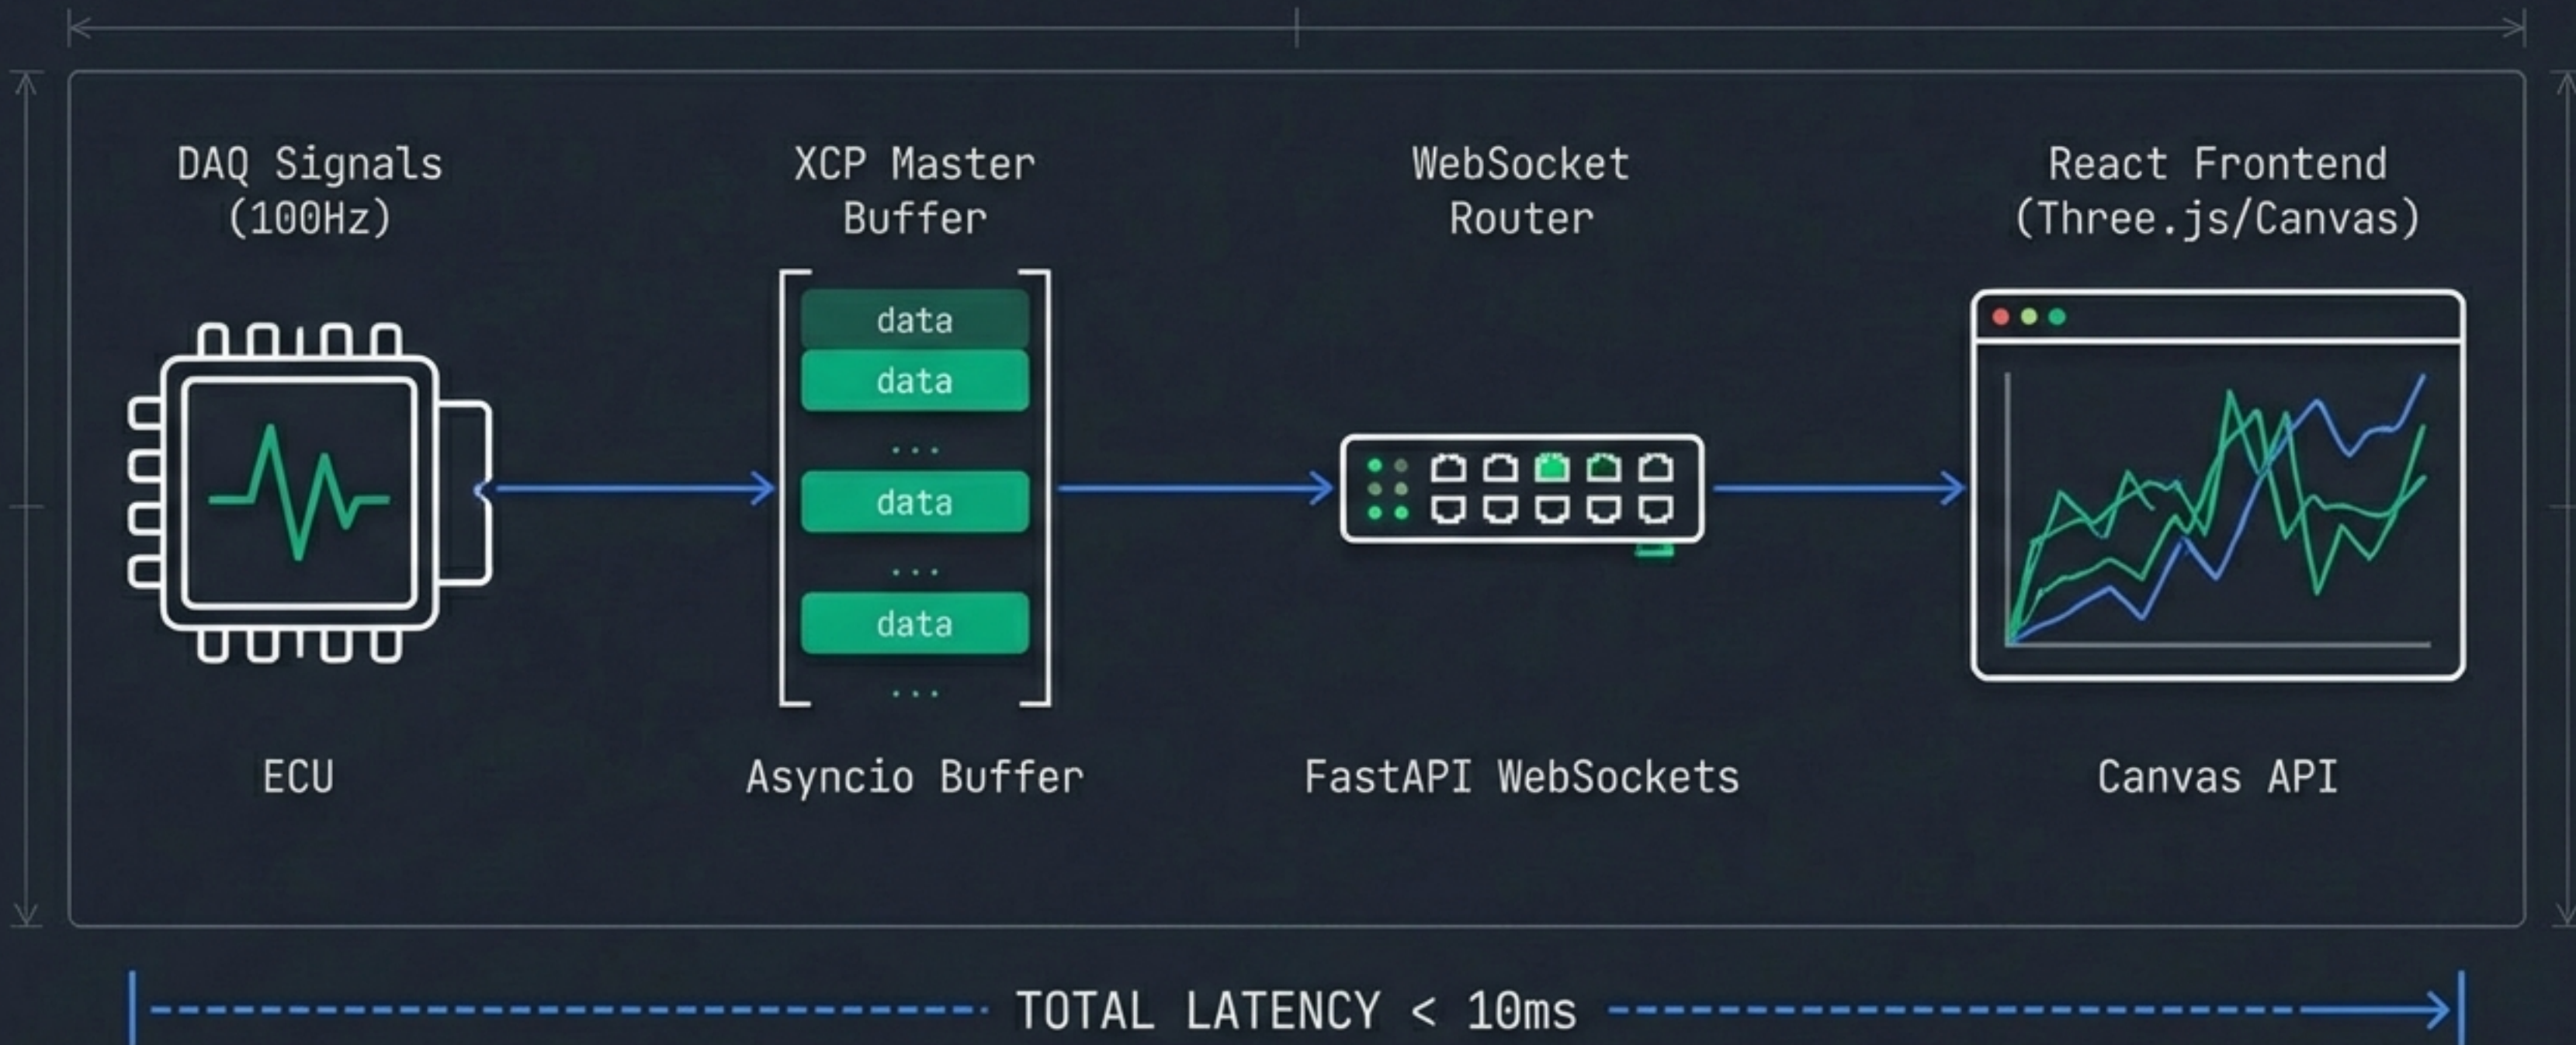 DAQ Signals
(100Hz)
XCP Master
Buffer
WebSocket
Router
React Frontend
(Three.js/Canvas)
data
data
...
data
...
data
...
ECU
Asyncio Buffer
FastAPI WebSockets
Canvas API
TOTAL LATENCY < 10ms